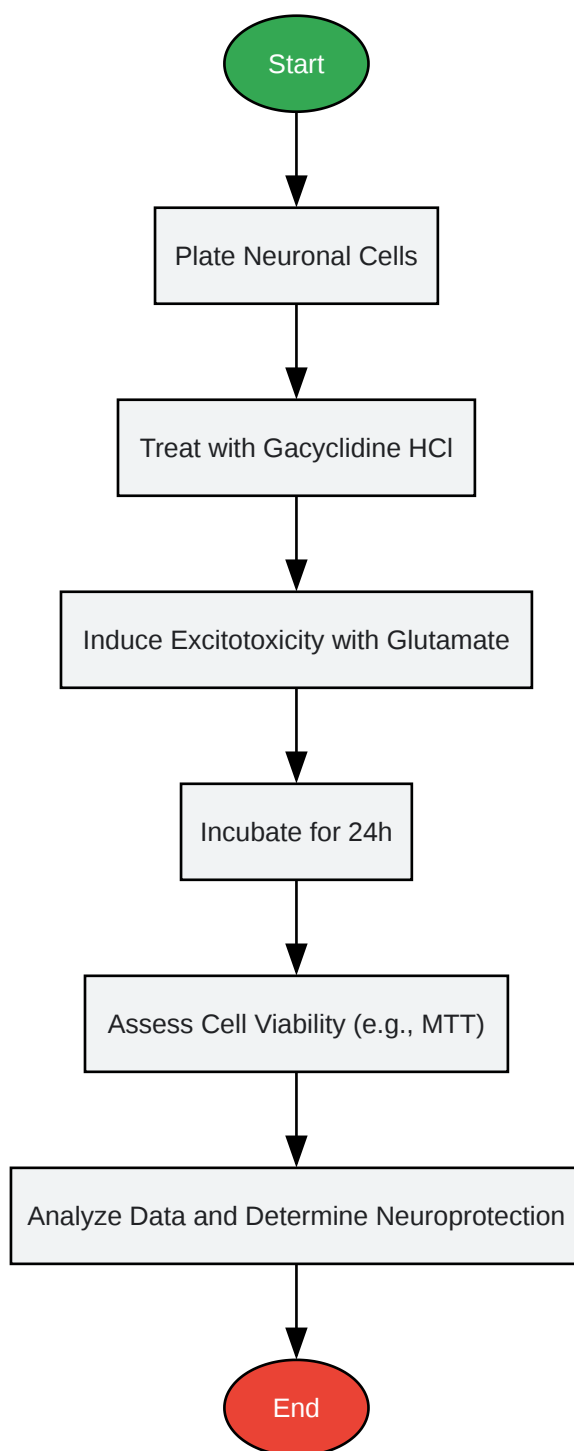 Start
Plate Neuronal Cells
Treat with Gacyclidine HCl
Induce Excitotoxicity with Glutamate
Incubate for 24h
Assess Cell Viability (e.g., MTT)
Analyze Data and Determine Neuroprotection
End